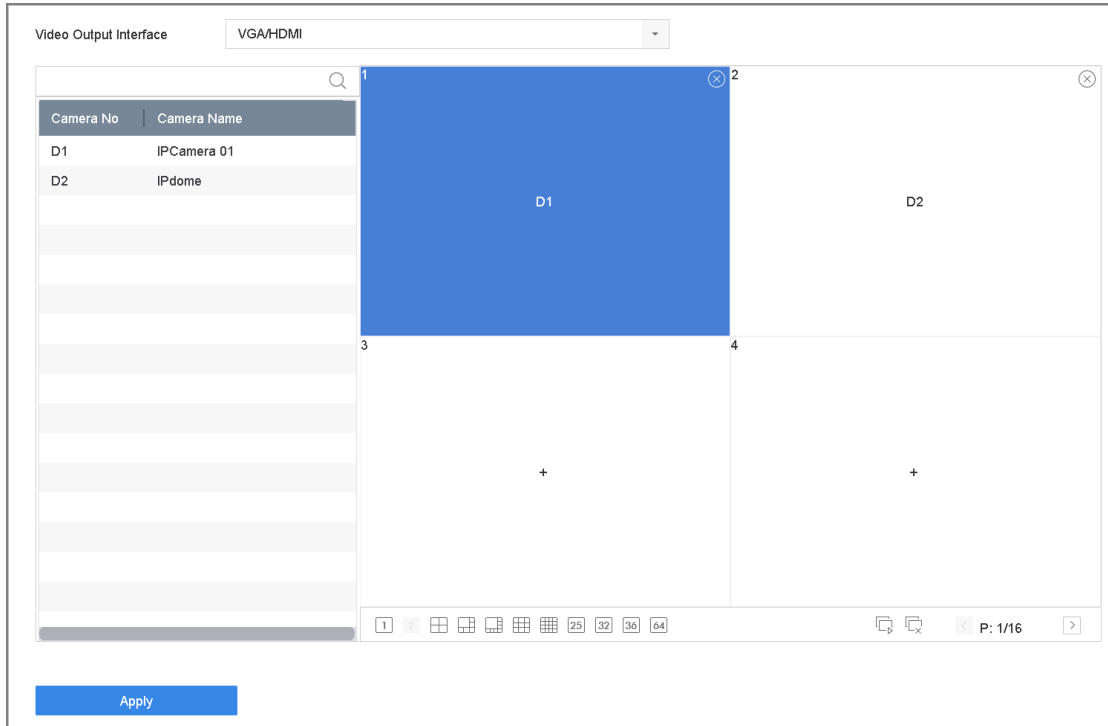 Video Output Interface VGA/HDMI
1 2
Camera No Camera Name
D1 IPCamera 01
D2 IPdome
D1 D2
3 4
+ +
1 2 25 32 36 64 P: 1/16
Apply